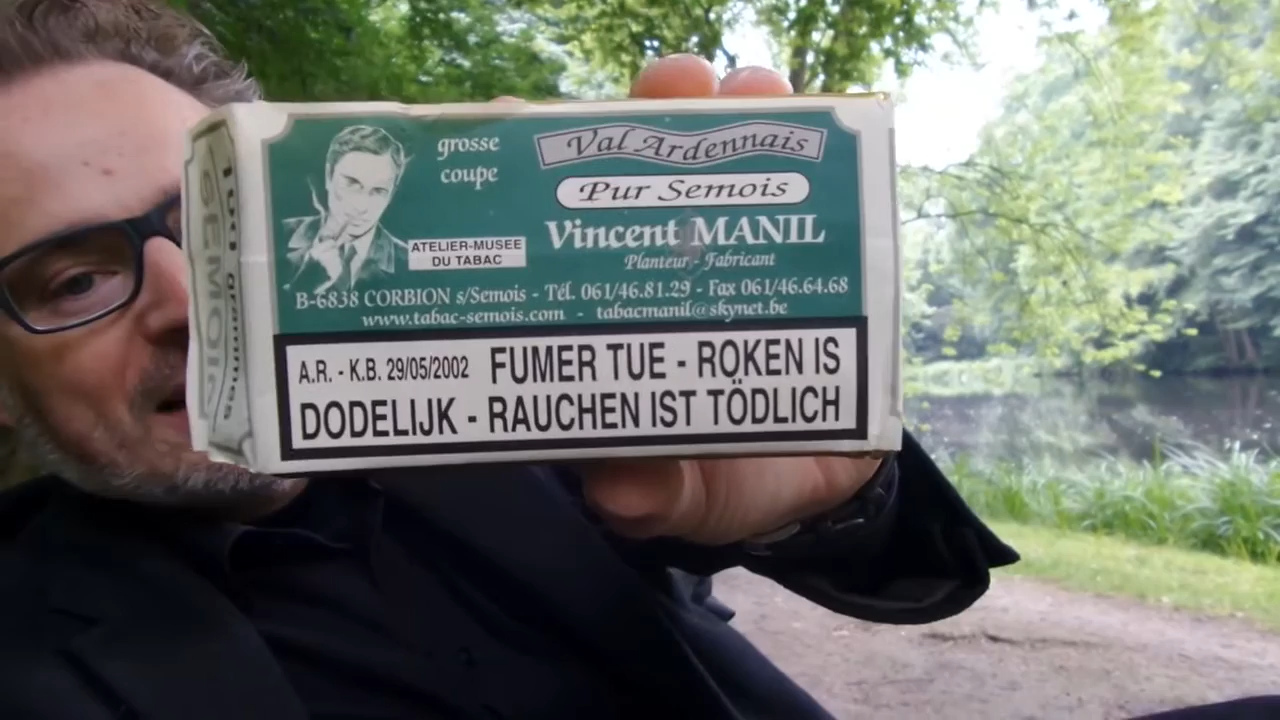 grosse
coupe
Val Ardennais
Pur Semois
Vincent MANIL
Planteur - Fabricant
ATELIER-MUSEE
DU TABAC
B-6838 CORBION s/Semois - Tél. 061/46.81.29 - Fax 061/46.64.68
www.tabac-semois.com - tabacmanil@skynet.be
A.R. - K.B. 29/05/2002 FUMER TUE - ROKEN IS
DODELIJK - RAUCHEN IST TÖDLICH
SEMOIS
100 grammes